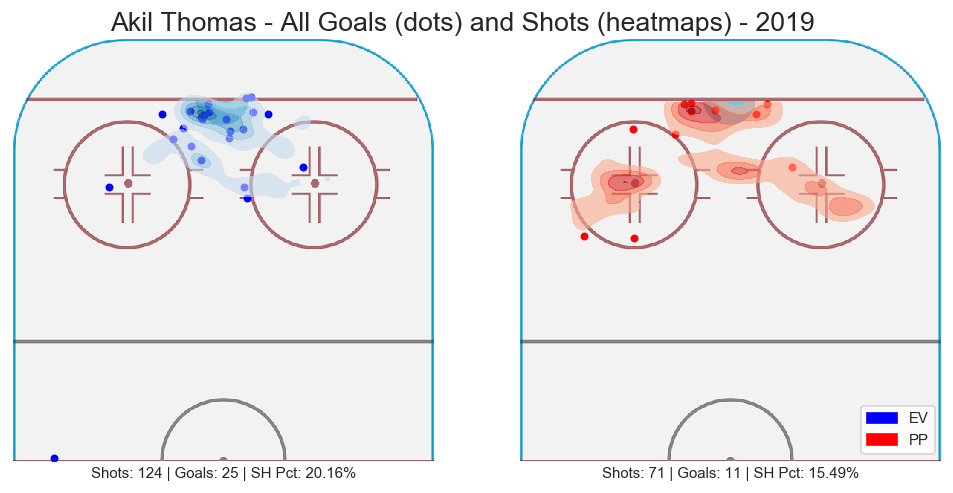 Akil Thomas - All Goals (dots) and Shots (heatmaps) - 2019
EV
PP
Shots: 124 | Goals: 25 | SH Pct: 20.16%
Shots: 71 | Goals: 11 | SH Pct: 15.49%